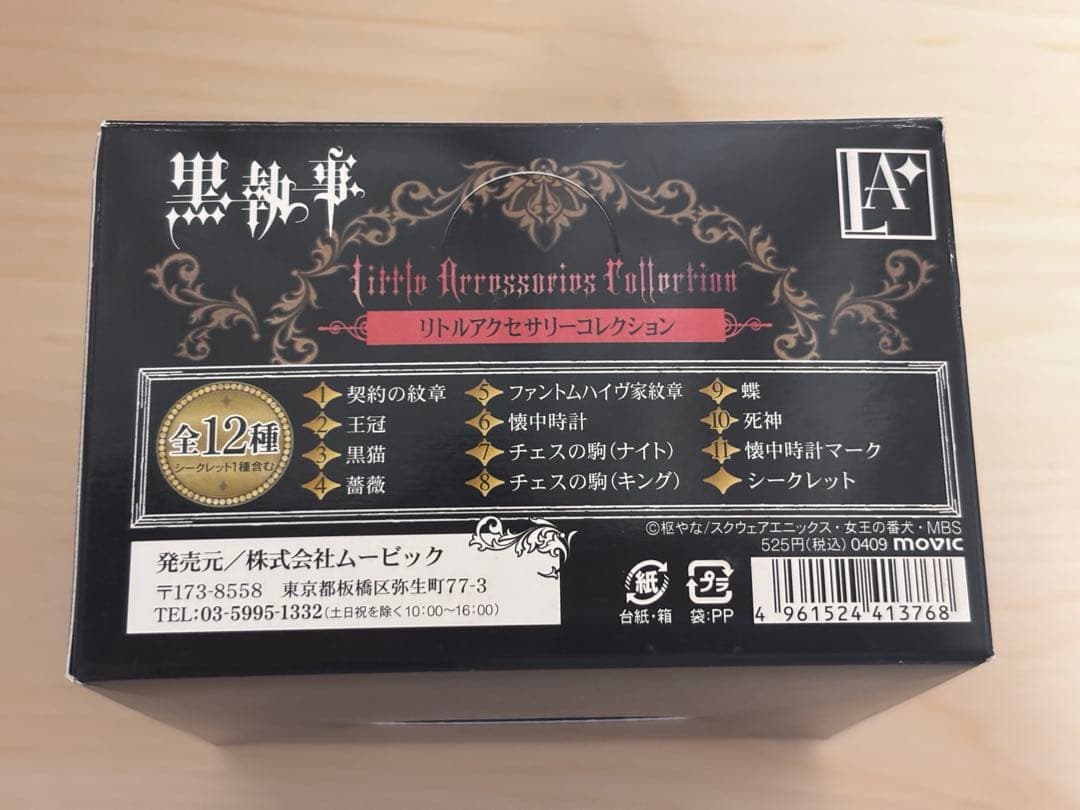 黒執事
LA
Little Accessories Collection
リトルアクセサリーコレクション
全12種
シークレット1種含む
1 契約の紋章
2 王冠
3 黒猫
4 薔薇
5 ファントムハイヴ家紋章
6 懐中時計
7 チェスの駒(ナイト)
8 チェスの駒(キング)
9 蝶
10 死神
11 懐中時計マーク
シークレット
©枢やな/スクウェアエニックス・女王の番犬・MBS
525円(税込) 0409 movic
発売元/株式会社ムービック
〒173-8558 東京都板橋区弥生町77-3
TEL:03-5995-1332(土日祝を除く10:00〜16:00)
紙
台紙・箱
プラ
袋:PP
4 961524 413768